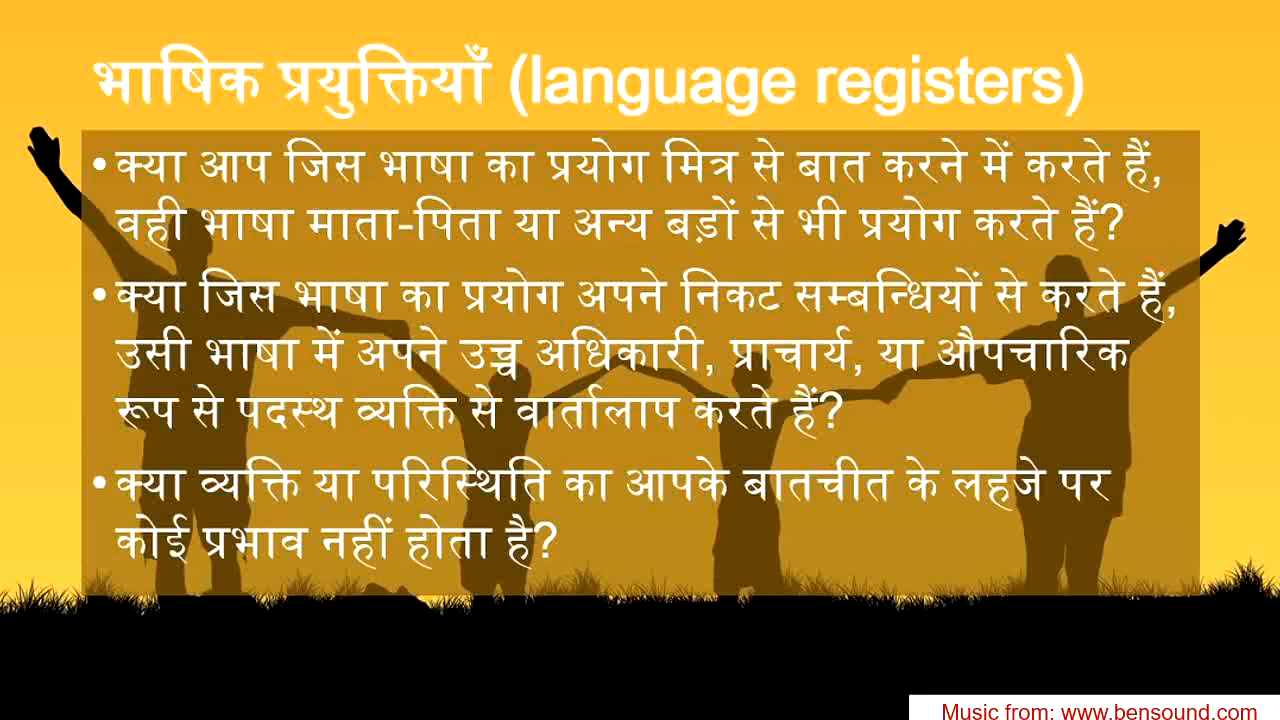 भाषिक प्रयुक्तियाँ (language registers)
•क्या आप जिस भाषा का प्रयोग मित्र से बात करने में करते हैं,
वही भाषा माता-पिता या अन्य बड़ों से भी प्रयोग करते हैं?
•क्या जिस भाषा का प्रयोग अपने निकट सम्बन्धियों से करते हैं,
उसी भाषा में अपने उच्च अधिकारी, प्राचार्य, या औपचारिक
रूप से पदस्थ व्यक्ति से वार्तालाप करते हैं?
•क्या व्यक्ति या परिस्थिति का आपके बातचीत के लहजे पर
कोई प्रभाव नहीं होता है?
Music from: www.bensound.com